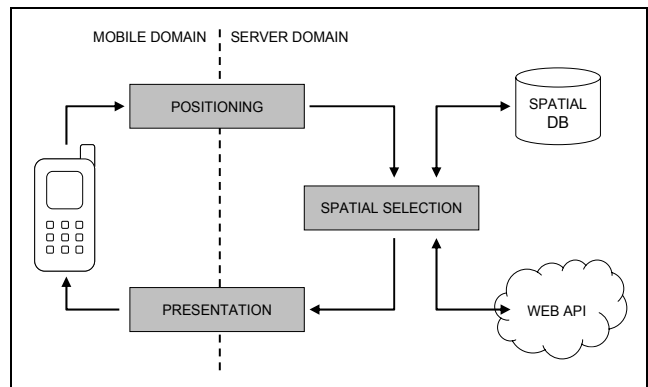 MOBILE DOMAIN
SERVER DOMAIN
POSITIONING
SPATIAL
DB
SPATIAL SELECTION
PRESENTATION
WEB API